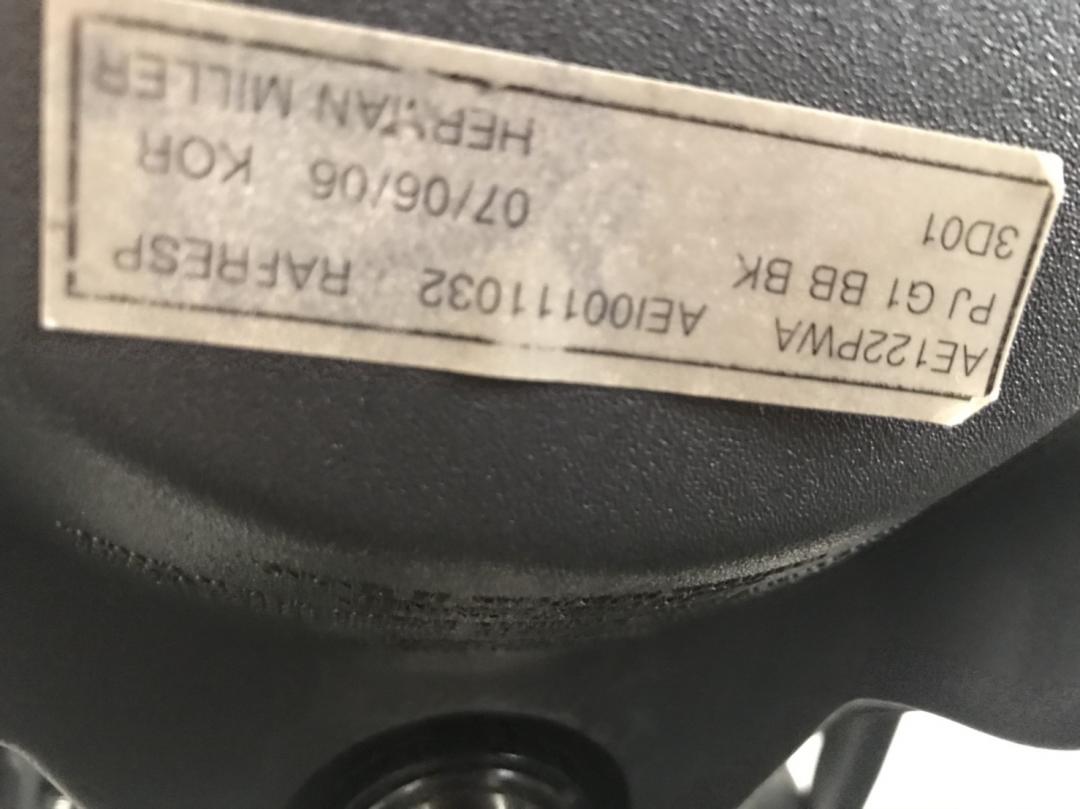 AE122PWA AEI00111032 RAFRESP
PJ G1 BB BK 07/06/06 KOR
3D01 HERMAN MILLER